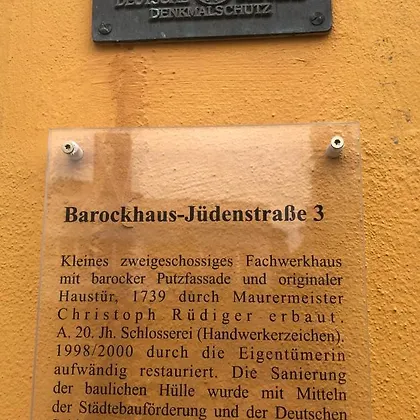 DENKMALSCHUTZ
Barockhaus-Jüdenstraße 3
Kleines zweigeschossiges Fachwerkhaus
mit barocker Putzfassade und originaler
Haustür, 1739 durch Maurermeister
Christoph Rüdiger erbaut.
A. 20. Jh. Schlosserei (Handwerkerzeichen).
1998/2000 durch die Eigentümerin
aufwändig restauriert. Die Sanierung
der baulichen Hülle wurde mit Mitteln
der Städtebauförderung und der Deutschen